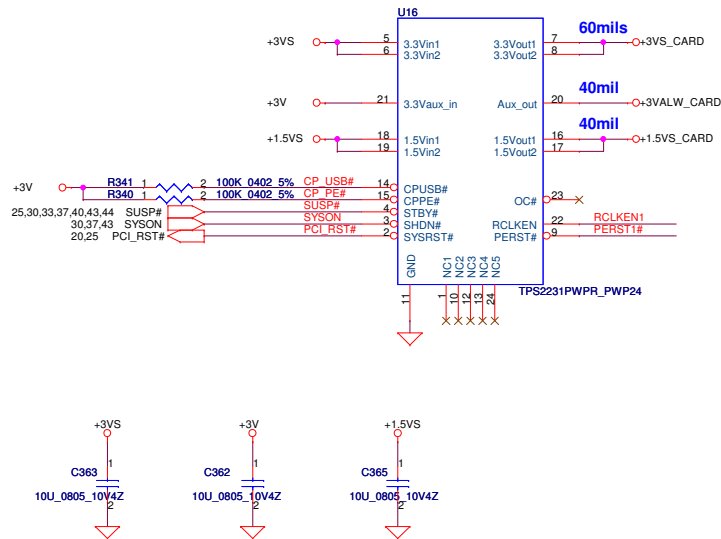 U16
60mils
+3VS 5 3.3Vin1 3.3Vout1 7 +3VS_CARD
6 3.3Vin2 3.3Vout2 8
40mil
+3V 21 3.3Vaux_in Aux_out 20 +3VALW_CARD
40mil
+1.5VS 18 1.5Vin1 1.5Vout1 16 +1.5VS_CARD
19 1.5Vin2 1.5Vout2 17
+3V R341 1 2 100K_0402_5% CP_USB# 14 CPUSB#
R340 1 2 100K_0402_5% CP_PE# 15 CPPE# OC# 23
25,30,33,37,40,43,44 SUSP# SUSP# 4 STBY#
30,37,43 SYSON SYSON 3 SHDN# RCLKEN 22 RCLKEN1
20,25 PCI_RST# PCI_RST# 2 SYSRST# PERST# 9 PERST1#
GND NC1 NC2 NC3 NC4 NC5
11 1 10 12 13 24
TPS2231PWPR_PWP24
+3VS +3V +1.5VS
1 1 1
C363 C362 C365
10U_0805_10V4Z 10U_0805_10V4Z 10U_0805_10V4Z
2 2 2